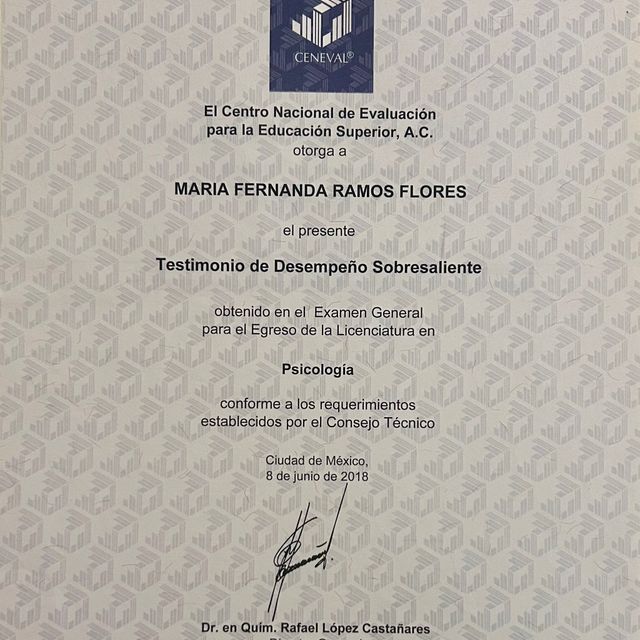 CENEVAL®
El Centro Nacional de Evaluación
para la Educación Superior, A.C.
otorga a
MARIA FERNANDA RAMOS FLORES
el presente
Testimonio de Desempeño Sobresaliente
obtenido en el Examen General
para el Egreso de la Licenciatura en
Psicología
conforme a los requerimientos
establecidos por el Consejo Técnico
Ciudad de México,
8 de junio de 2018
Dr. en Quím. Rafael López Castañares